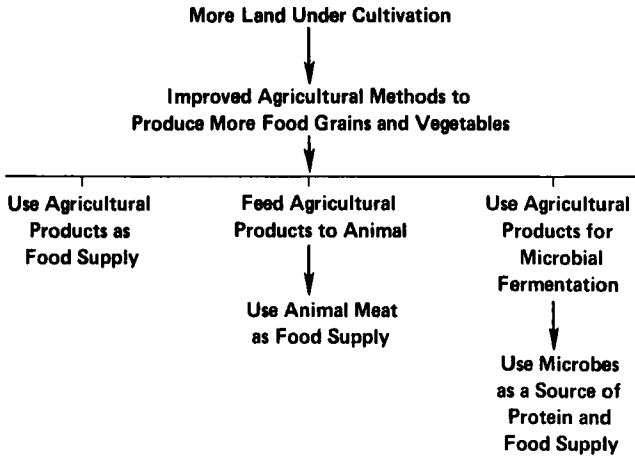 More Land Under Cultivation
Improved Agricultural Methods to
Produce More Food Grains and Vegetables
Use Agricultural
Products as
Food Supply
Feed Agricultural
Products to Animal
Use Animal Meat
as Food Supply
Use Agricultural
Products for
Microbial
Fermentation
Use Microbes
as a Source of
Protein and
Food Supply